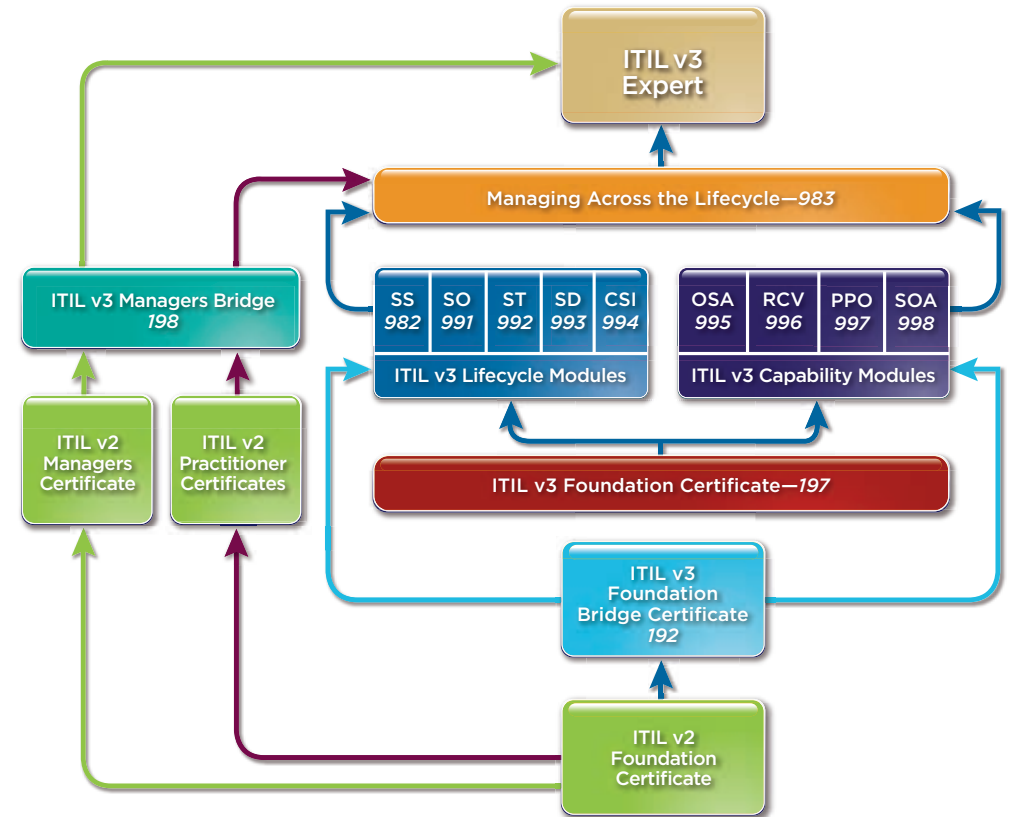 ITIL v3
Expert
Managing Across the Lifecycle—983
ITIL v3 Managers Bridge
198
SS
982
SO
991
ST
992
SD
993
CSI
994
ITIL v3 Lifecycle Modules
OSA
995
RCV
996
PPO
997
SOA
998
ITIL v3 Capability Modules
ITIL v2
Managers
Certificate
ITIL v2
Practitioner
Certificates
ITIL v3 Foundation Certificate—197
ITIL v3
Foundation
Bridge Certificate
192
ITIL v2
Foundation
Certificate